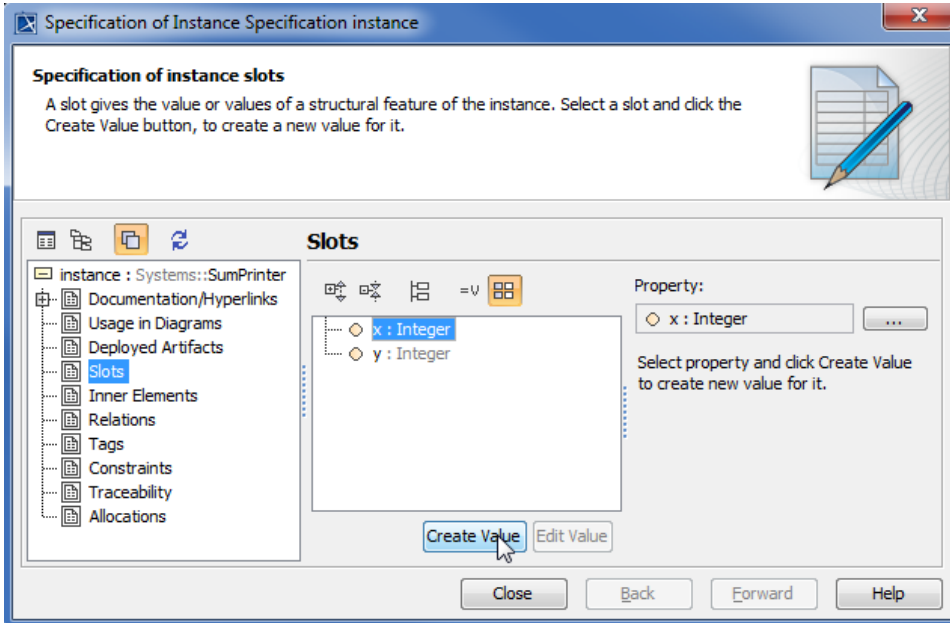 Specification of Instance Specification instance
Specification of instance slots
A slot gives the value or values of a structural feature of the instance. Select a slot and click the
Create Value button, to create a new value for it.
Slots
instance : Systems::SumPrinter
Documentation/Hyperlinks
Usage in Diagrams
Deployed Artifacts
Slots
Inner Elements
Relations
Tags
Constraints
Traceability
Allocations
=V
x : Integer
y : Integer
Create Value
Edit Value
Property:
x : Integer
...
Select property and click Create Value
to create new value for it.
Close
Back
Forward
Help